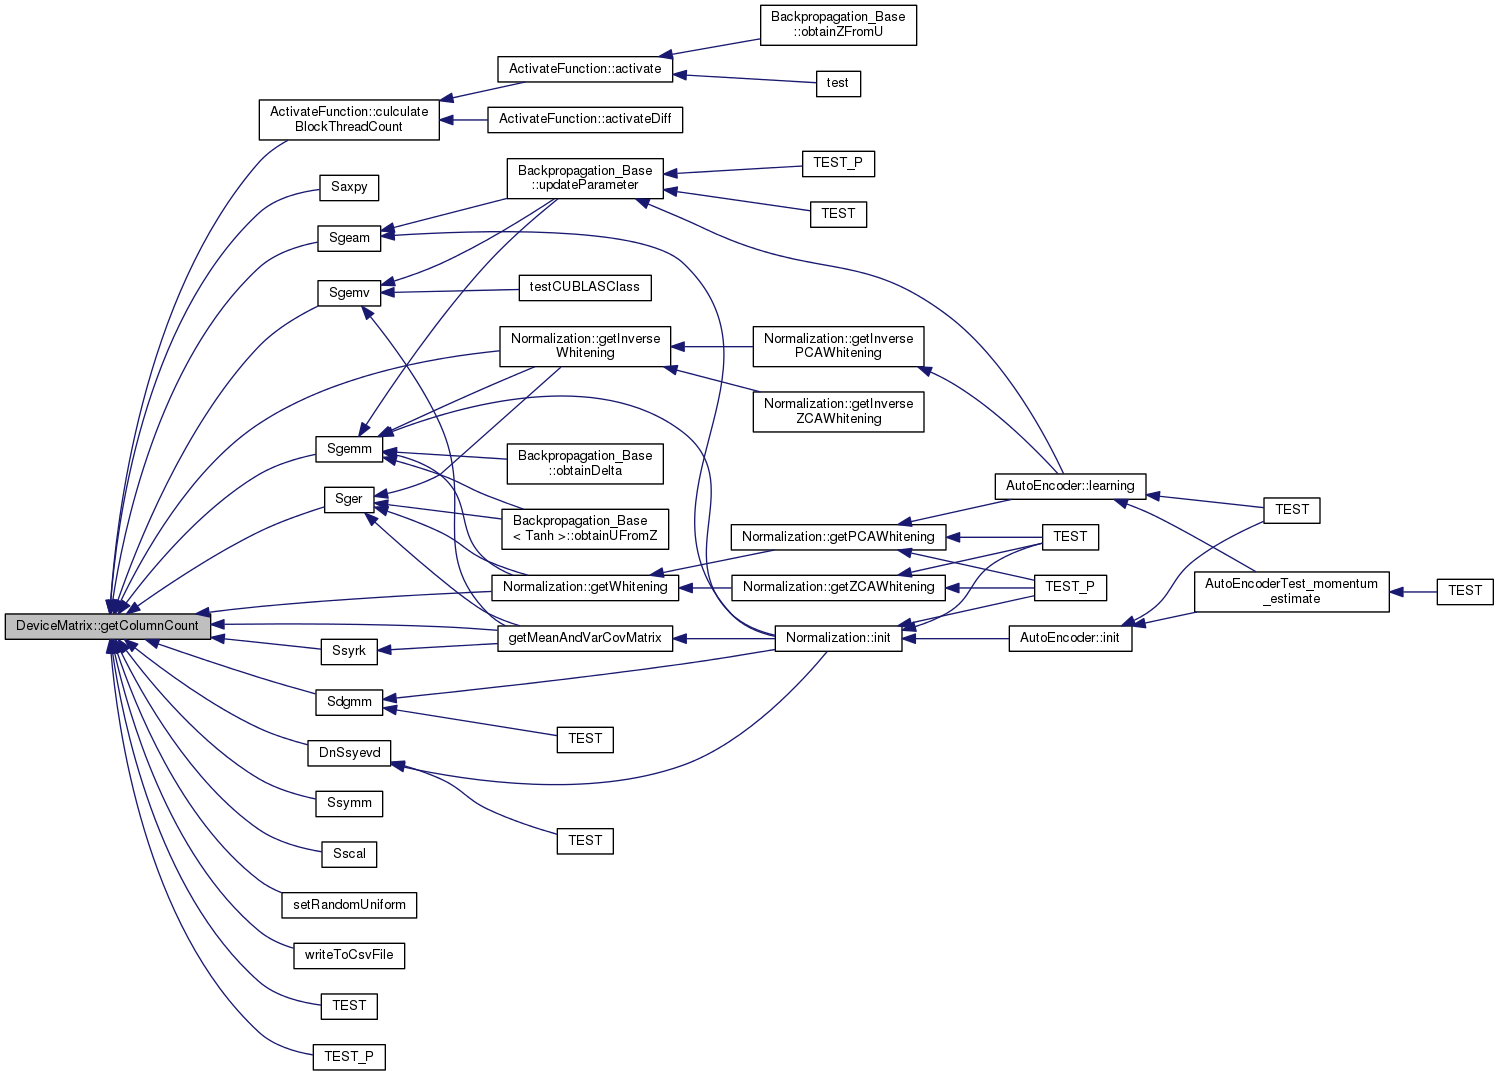 Backpropagation_Base
::obtainZFromU
ActivateFunction::activate
test
ActivateFunction::culculate
BlockThreadCount
ActivateFunction::activateDiff
Backpropagation_Base
::updateParameter
TEST_P
TEST
Saxpy
Sgeam
Sgemv
testCUBLASClass
Normalization::getInverse
Whitening
Normalization::getInverse
PCAWhitening
Normalization::getInverse
ZCAWhitening
Sgemm
Backpropagation_Base
::obtainDelta
Sger
Backpropagation_Base
< Tanh >::obtainUFromZ
AutoEncoder::learning
TEST
Normalization::getPCAWhitening
TEST
Normalization::getWhitening
Normalization::getZCAWhitening
TEST_P
AutoEncoderTest_momentum
_estimate
TEST
DeviceMatrix::getColumnCount
getMeanAndVarCovMatrix
Normalization::init
AutoEncoder::init
Ssyrk
Sdgmm
TEST
DnSsyevd
Ssymm
TEST
Sscal
setRandomUniform
writeToCsvFile
TEST
TEST_P